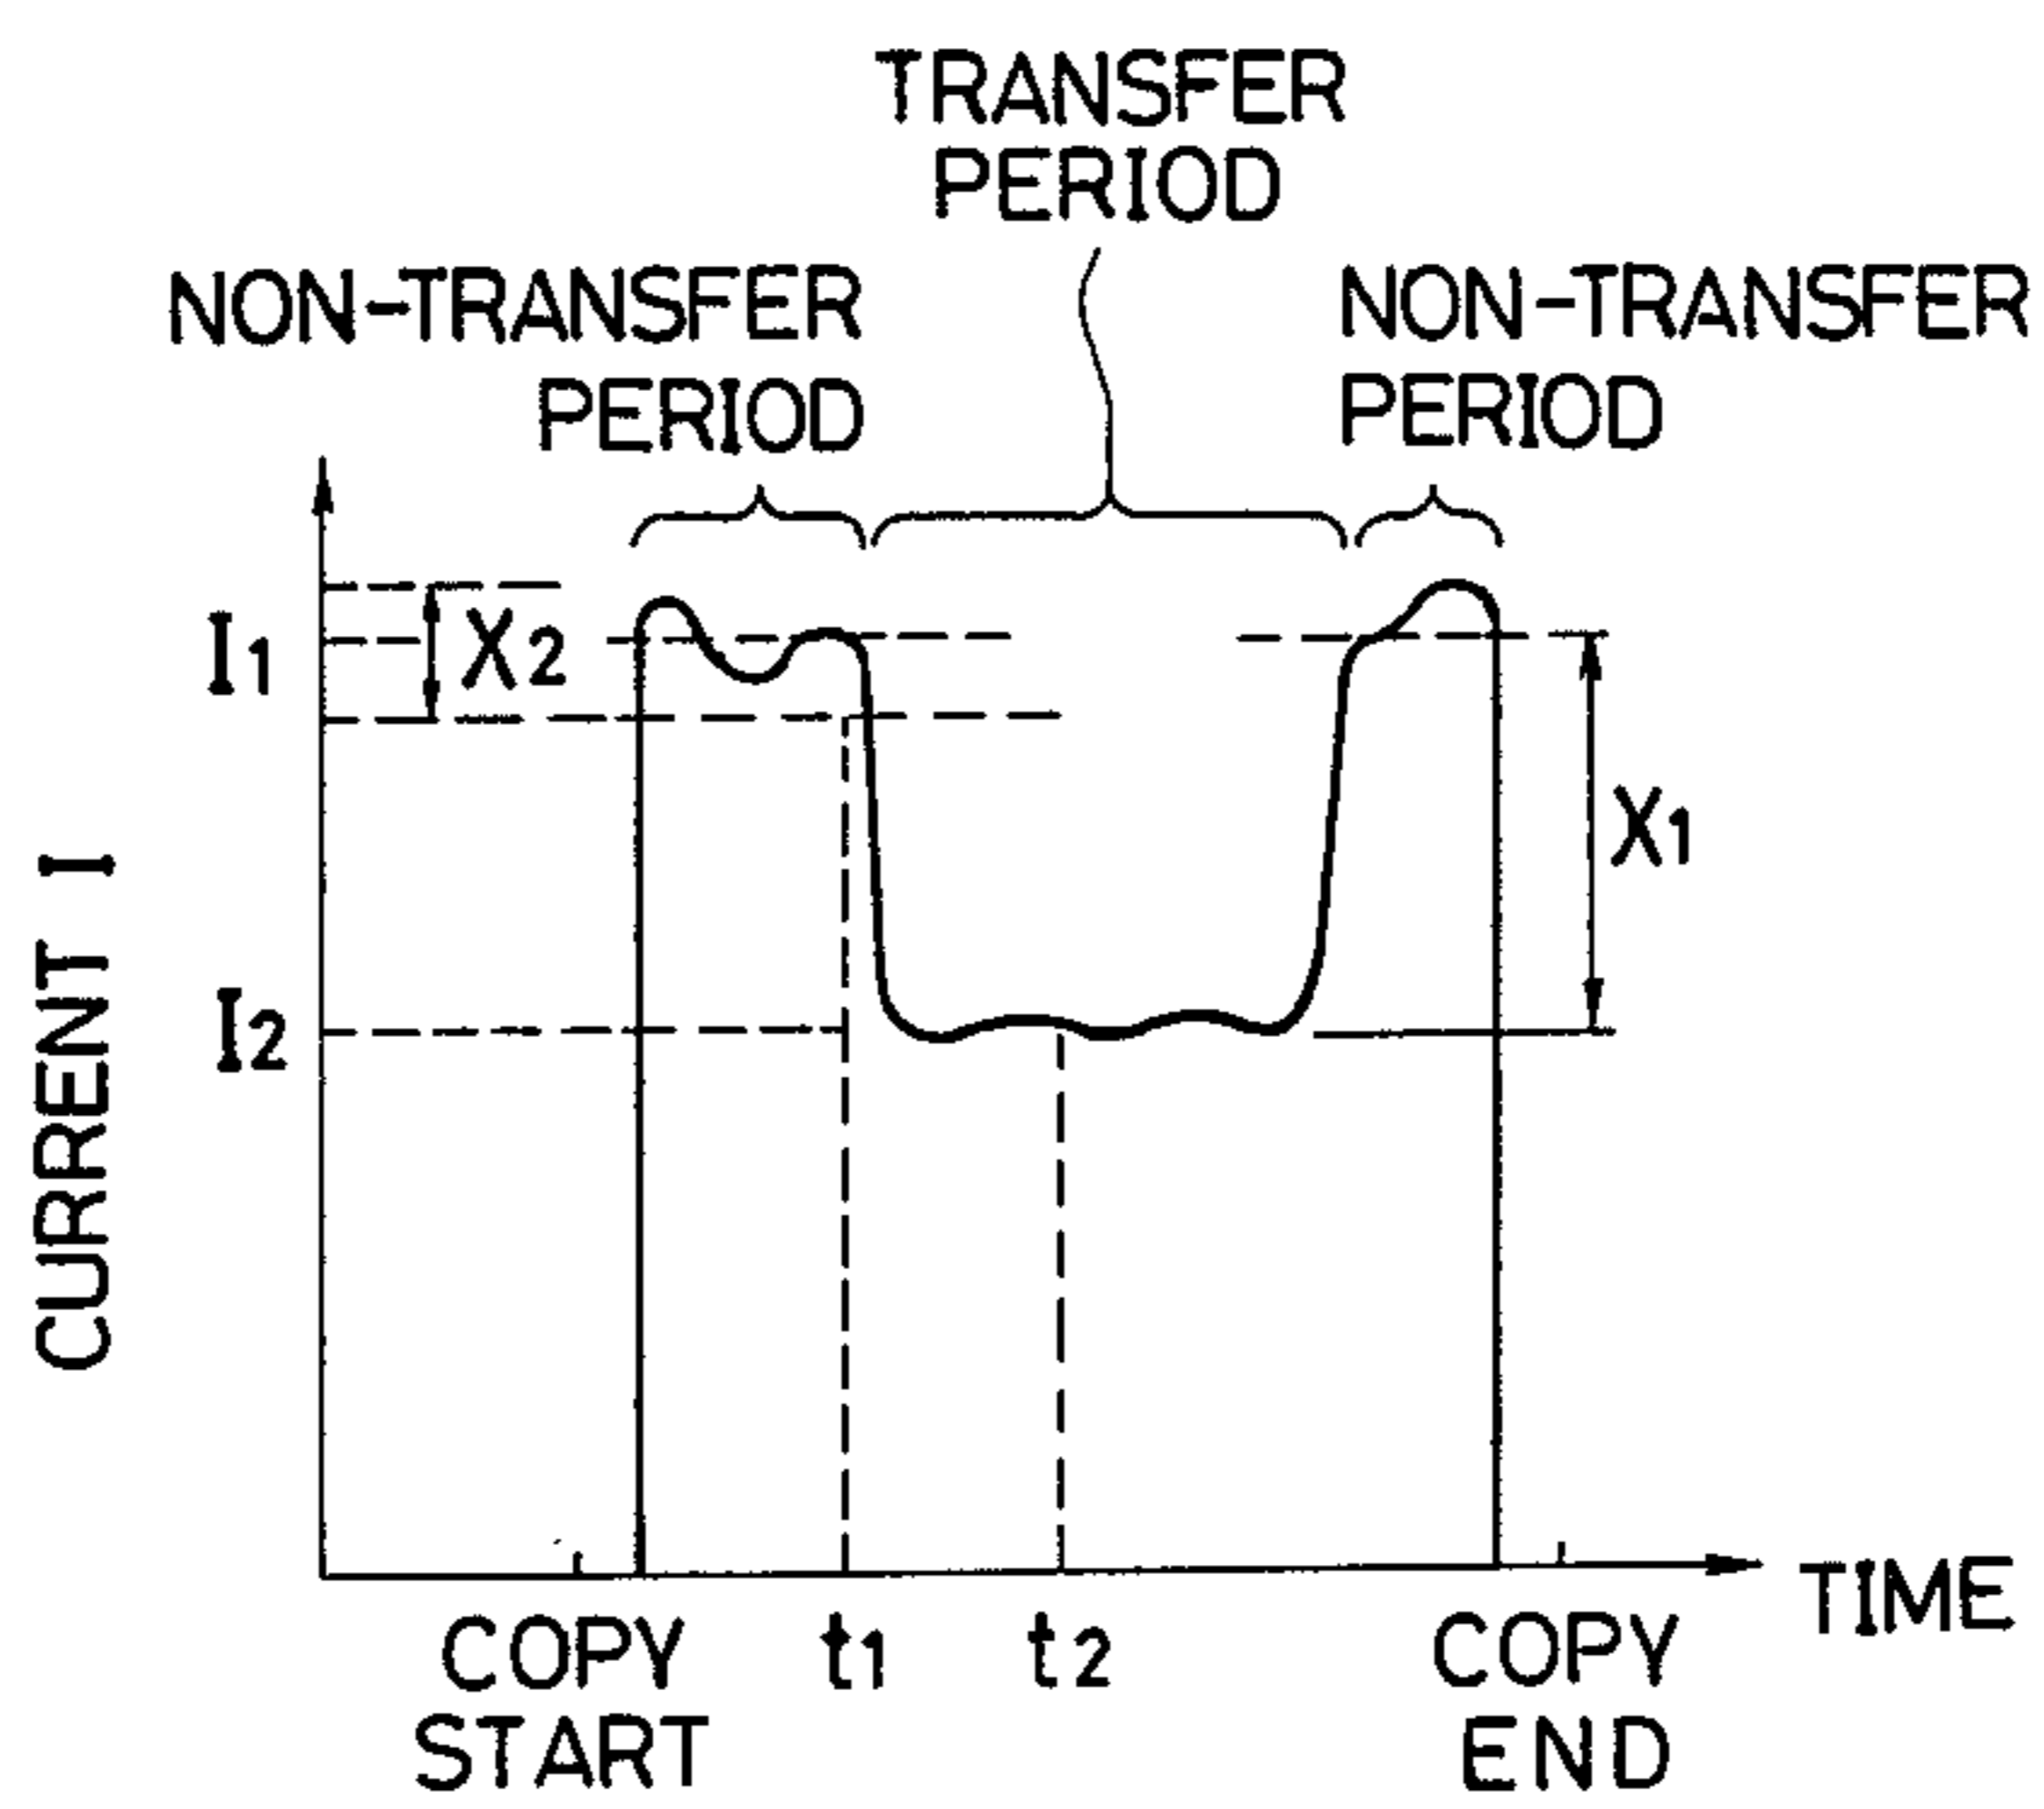 TRANSFER
PERIOD
NON-TRANSFER
PERIOD
NON-TRANSFER
PERIOD
I1
X2
X1
I2
CURRENT I
TIME
COPY
START
t1
t2
COPY
END